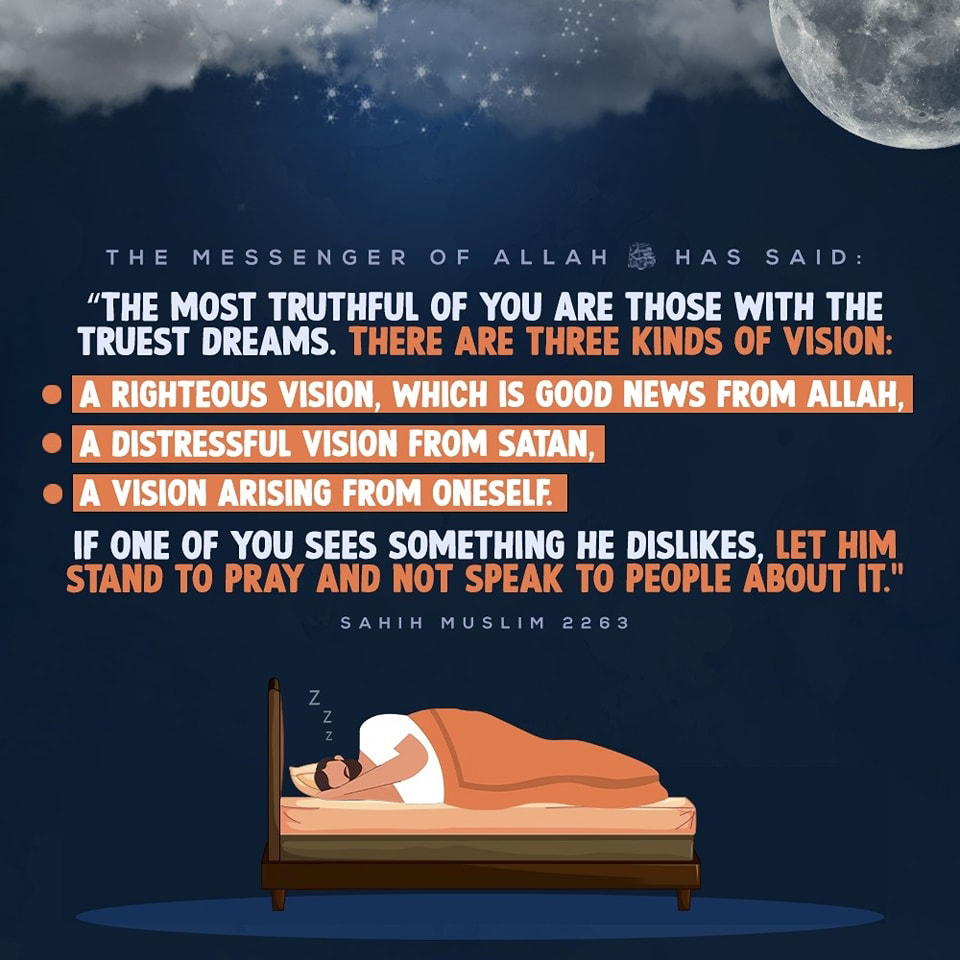 THE MESSENGER OF ALLAH ﷺ HAS SAID:
“THE MOST TRUTHFUL OF YOU ARE THOSE WITH THE
TRUEST DREAMS. THERE ARE THREE KINDS OF VISION:
• A RIGHTEOUS VISION, WHICH IS GOOD NEWS FROM ALLAH,
• A DISTRESSFUL VISION FROM SATAN,
• A VISION ARISING FROM ONESELF.
IF ONE OF YOU SEES SOMETHING HE DISLIKES, LET HIM
STAND TO PRAY AND NOT SPEAK TO PEOPLE ABOUT IT."
SAHIH MUSLIM 2263
Z
Z
Z